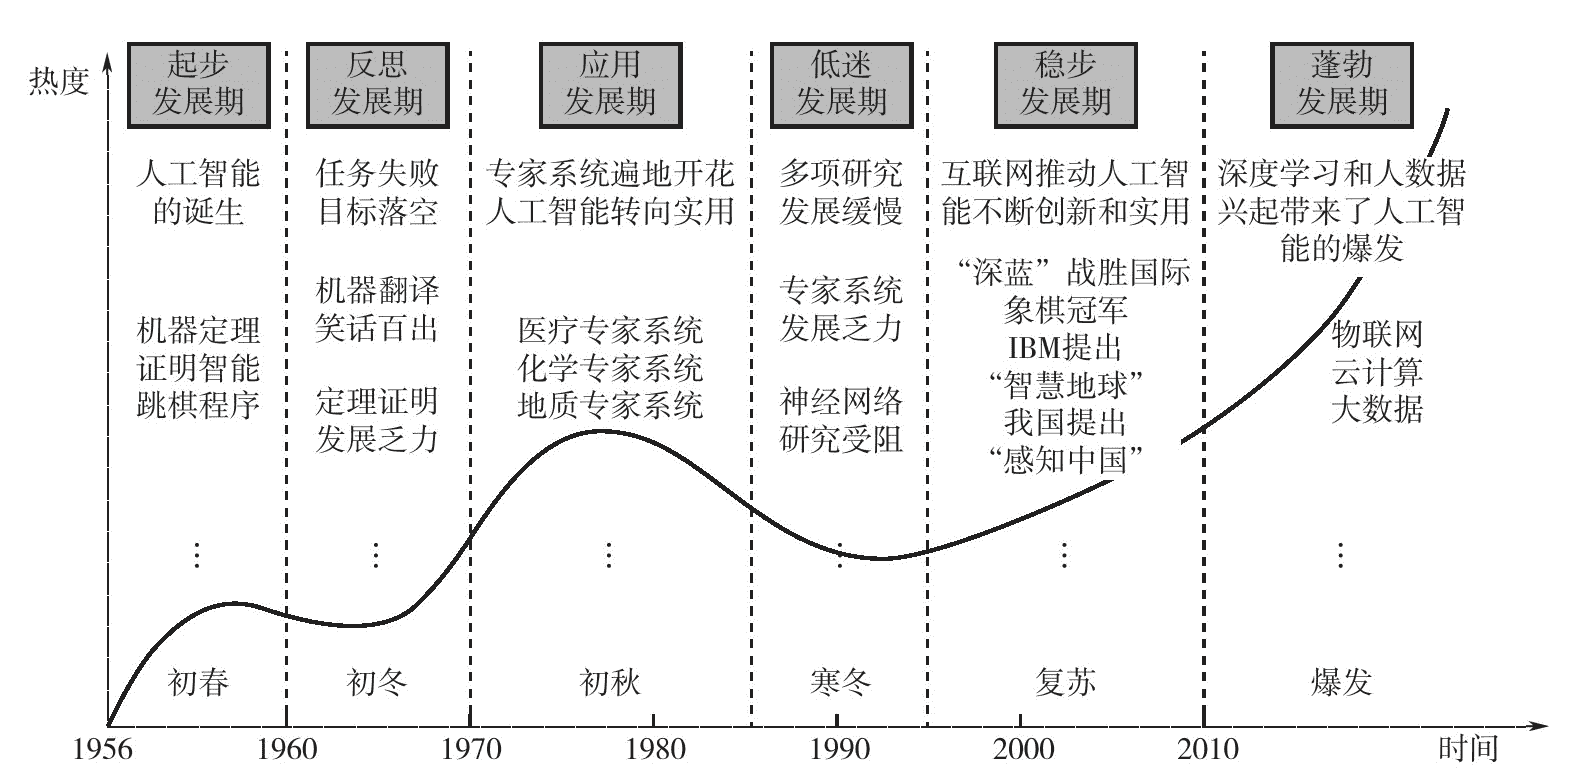 热度
起步
发展期
人工智能
的诞生
机器定理
证明智能
跳棋程序
⋮
初春
反思
发展期
任务失败
目标落空
机器翻译
笑话百出
定理证明
发展乏力
⋮
初冬
应用
发展期
专家系统遍地开花
人工智能转向实用
医疗专家系统
化学专家系统
地质专家系统
⋮
初秋
低迷
发展期
多项研究
发展缓慢
专家系统
发展乏力
神经网络
研究受阻
⋮
寒冬
稳步
发展期
互联网推动人工智
能不断创新和实用
“深蓝”战胜国际
象棋冠军
IBM提出
“智慧地球”
我国提出
“感知中国”
⋮
复苏
蓬勃
发展期
深度学习和人数据
兴起带来了人工智
能的爆发
物联网
云计算
大数据
⋮
爆发
1956
1960
1970
1980
1990
2000
2010
时间